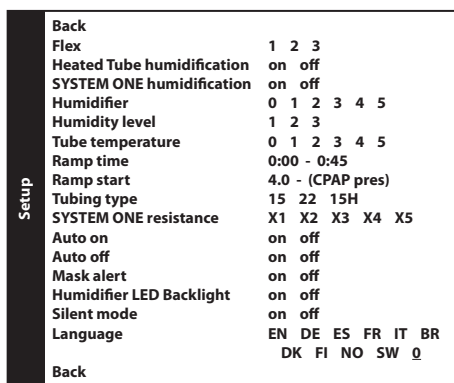 Setup
Back
Flex 1 2 3
Heated Tube humidification on off
SYSTEM ONE humidification on off
Humidifier 0 1 2 3 4 5
Humidity level 1 2 3
Tube temperature 0 1 2 3 4 5
Ramp time 0:00 - 0:45
Ramp start 4.0 - (CPAP pres)
Tubing type 15 22 15H
SYSTEM ONE resistance X1 X2 X3 X4 X5
Auto on on off
Auto off on off
Mask alert on off
Humidifier LED Backlight on off
Silent mode on off
Language EN DE ES FR IT BR
DK FI NO SW 0
Back